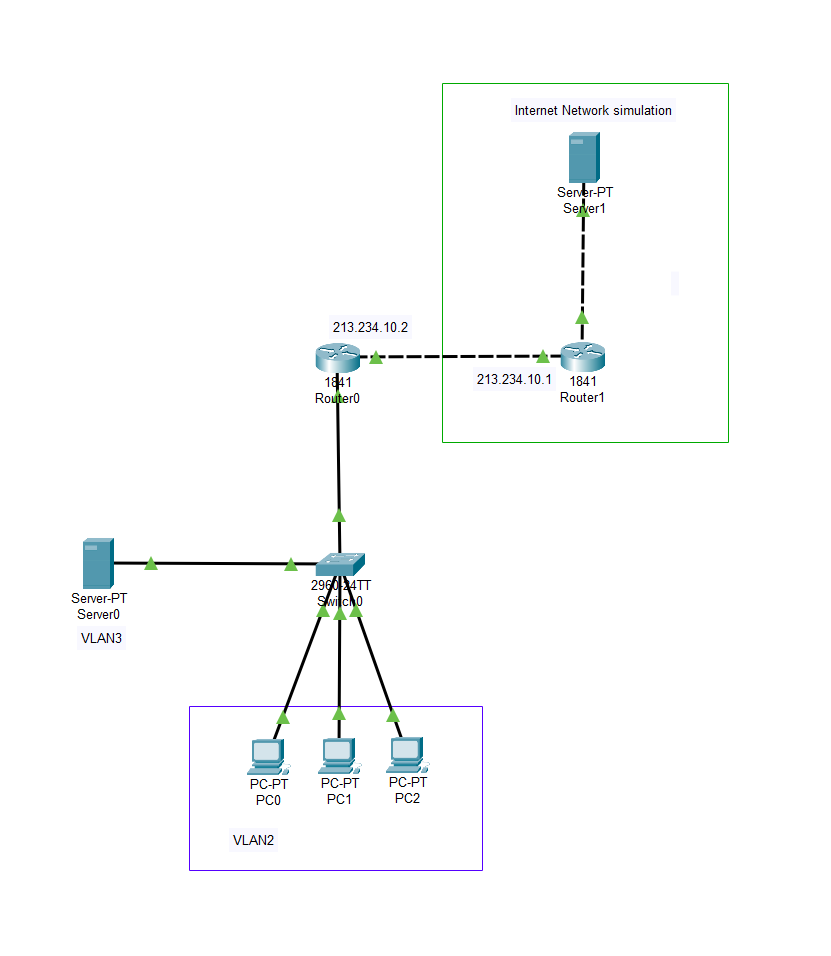 Internet Network simulation
Server-PT
Server1
213.234.10.2
1841
Router0
213.234.10.1
1841
Router1
2960-24TT
Switch0
Server-PT
Server0
VLAN3
PC-PT
PC0
PC-PT
PC1
PC-PT
PC2
VLAN2